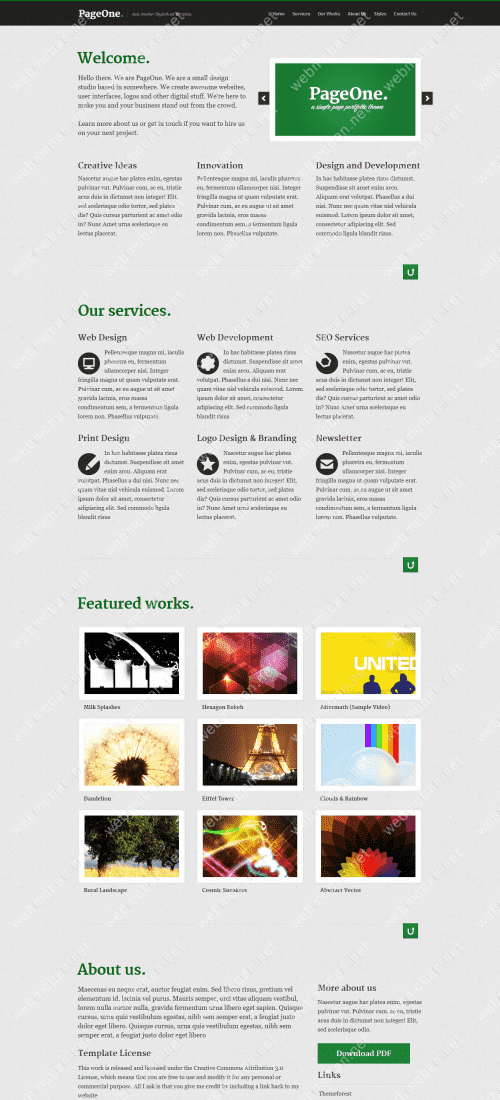 PageOne.
Home Services Our Works About Us Styles Contact Us
Welcome.
Hello there. We are PageOne. We are a small design
studio based in somewhere. We create awesome websites,
user interfaces, logos and other digital stuff. We're here to
make you and your business stand out from the crowd.
Learn more about us or get in touch if you want to hire us
on your next project.
PageOne.
a single page portfolio theme
Creative Ideas
Nascetur augue hac platea enim, egestas
pulvinar vut. Pulvinar cum, ac eu, tristie
acus duis in dictumst non integer! Elit,
sed scelerisque odio tortor, sed platea
dis? Quis cursus parturient ac amet odio
in? Nunc Amet urna scelerisque eu
lectus placerat.
Innovation
Pellentesque magna mi, iaculis pharetra
eu, fermentum ullamcorper nisi. Integer
fringilla magna ut quam vulputate erat.
Pulvinar cum, ac eu augue ut sit amet
gravida lacinia, eros massa
condimentum sem, a fermentum ligula
lorem non. Phasellus vulputate.
Design and Development
In hac habitasse platea risus dictumst.
Suspendisse sit amet enim arcu.
Aliquam erat volutpat. Phasellus a dui
nisi. Nunc nec quam vitae nisl vehicula
euismod. Lorem ipsum dolor sit amet,
consectetur adipiscing elit. Sed
commodo ligula blandit risus.
Our services.
Web Design
Pellentesque magna mi, iaculis
pharetra eu, fermentum
ullamcorper nisi. Integer
fringilla magna ut quam vulputate erat.
Pulvinar cum, ac eu augue ut sit amet
gravida lacinia, eros massa
condimentum sem, a fermentum ligula
lorem non. Phasellus vulputate.
Web Development
In hac habitasse platea risus
dictumst. Suspendisse sit amet
enim arcu. Aliquam erat
volutpat. Phasellus a dui nisi. Nunc nec
quam vitae nisl vehicula euismod. Lorem
ipsum dolor sit amet, consectetur
adipiscing elit. Sed commodo ligula
blandit risus
SEO Services
Nascetur augue hac platea
enim, egestas pulvinar vut.
Pulvinar cum, ac eu, tristie
acus duis in dictumst non integer! Elit,
sed scelerisque odio tortor, sed platea
dis? Quis cursus parturient ac amet odio
in? Nunc Amet urna scelerisque eu
lectus placerat.
Print Design
In hac habitasse platea risus
dictumst. Suspendisse sit amet
enim arcu. Aliquam erat
volutpat. Phasellus a dui nisi. Nunc nec
quam vitae nisl vehicula euismod. Lorem
ipsum dolor sit amet, consectetur
adipiscing elit. Sed commodo ligula
blandit risus
Logo Design & Branding
Nascetur augue hac platea
enim, egestas pulvinar vut.
Pulvinar cum, ac eu, tristie
acus duis in dictumst non integer! Elit,
sed scelerisque odio tortor, sed platea
dis? Quis cursus parturient ac amet odio
in? Nunc Amet urna scelerisque eu
lectus placerat.
Newsletter
Pellentesque magna mi, iaculis
pharetra eu, fermentum
ullamcorper nisi. Integer
fringilla magna ut quam vulputate erat.
Pulvinar cum, ac eu augue ut sit amet
gravida lacinia, eros massa
condimentum sem, a fermentum ligula
lorem non. Phasellus vulputate.
Featured works.
MILK
UNITED
Milk Splashes
Hexagon Bokeh
Aftermath (Sample Video)
Dandelion
Eiffel Tower
Clouds & Rainbow
Rural Landscape
Cosmic Speakers
Abstract Vector
About us.
Maecenas eu neque erat, auctor feugiat enim. Sed libero risus, pretium vel
elementum id, lacinia vel purus. Mauris semper, orci vitae aliquam vestibul,
lorem nulla auctor nulla, gravida fermentum urna libero eget sapien. Quisque
cursus, urna quis vestibulum egestas, nibh sem semper erat, a feugiat justo
dolor eget libero. Quisque cursus, urna quis vestibulum egestas, nibh sem
semper erat, a feugiat justo dolor eget libero
Template License
This work is released and licensed under the Creative Commons Attribution 3.0
License, which means that you are free to use and modify it for any personal or
commercial purpose. All I ask is that you give me credit by including a link back to my
website
More about us
Nascetur augue hac platea enim, egestas
pulvinar vut. Pulvinar cum, ac eu, tristie
acus duis in dictumst non integer! Elit,
sed scelerisque odio.
Download PDF
Links
Themeforest